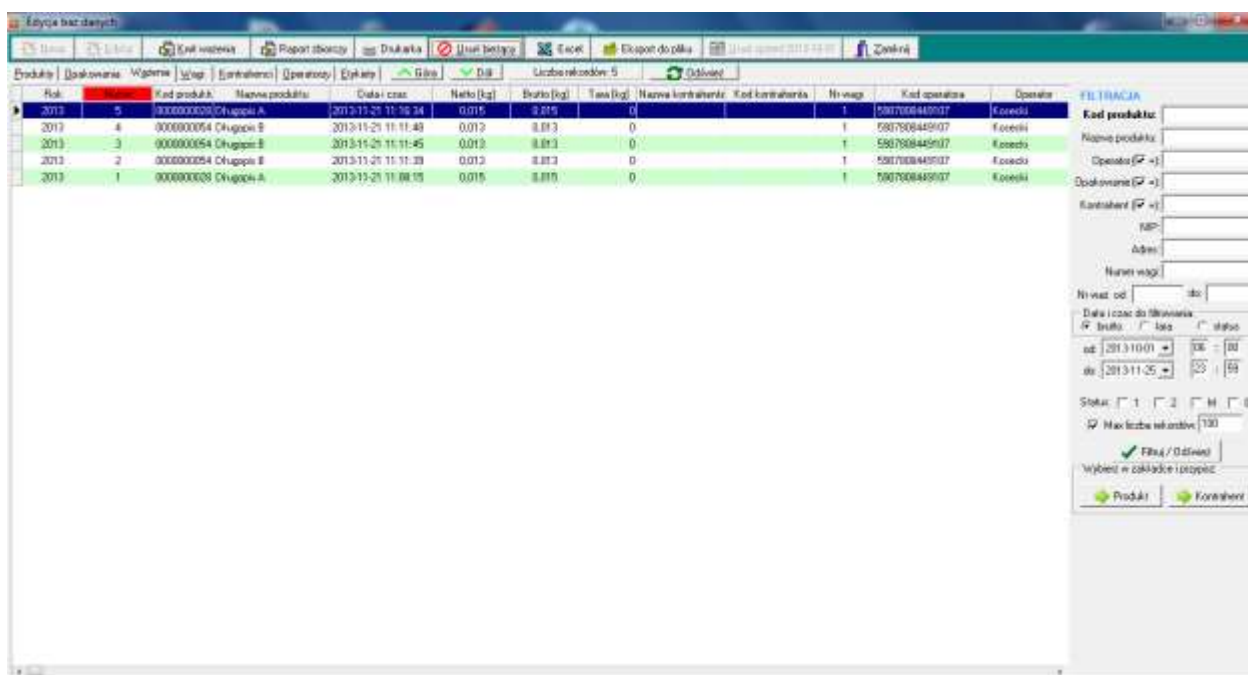 Edycja baz danych
Kwit ważenia Raport zbiorczy Drukarka Usuń bieżący Excel Eksport do pliku Zamknij
Produkty Opakowania Ważenia Wagi Kontrahenci Operatorzy Etykiety Góra Dół Liczba rekordów: 5 Odśwież
Rok Numer Kod produktu Nazwa produktu Data i czas Netto [kg] Brutto [kg] Tara [kg] Nazwa kontrahenta Kod kontrahenta Nr wagi Kod operatora Operator
2013 5 0000000028 Długopis A 2013-11-21 11:16:34 0,015 0,015 0 1 5907808449107 Kosecki
2013 4 0000000054 Długopis B 2013-11-21 11:11:48 0,013 0,013 0 1 5907808449107 Kosecki
2013 3 0000000054 Długopis B 2013-11-21 11:11:45 0,013 0,013 0 1 5907808449107 Kosecki
2013 2 0000000054 Długopis B 2013-11-21 11:11:39 0,013 0,013 0 1 5907808449107 Kosecki
2013 1 0000000028 Długopis A 2013-11-21 11:08:15 0,015 0,015 0 1 5907808449107 Kosecki
FILTRACJA
Kod produktu:
Nazwa produktu:
Operator ( =):
Opakowanie ( =):
Kontrahent ( =):
NIP:
Adres:
Numer wagi:
Nr waż. od: do:
Data i czas do filtrowania
brutto tara status
od: 2013-10-01 06 : 00
do: 2013-11-25 23 : 59
Status: 1 2 M
Max liczba rekordów: 100
Filtruj / Odśwież
Wybierz w zakładce i przypisz
Produkt Kontrahent